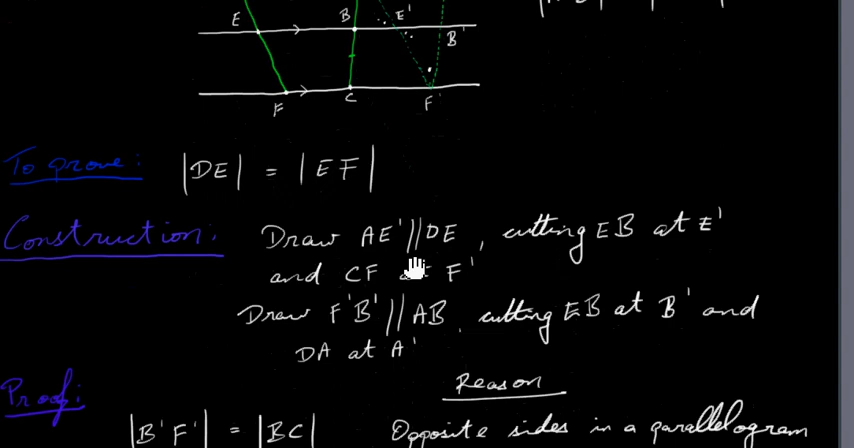 E B E' B'
F C F'
To prove: |DE| = |EF|
Construction: Draw AE' // DE, cutting EB at E'
and CF at F'
Draw F'B' // AB, cutting EB at B' and
DA at A'
Proof: Reason
|B'F'| = |BC| Opposite sides in a parallelogram